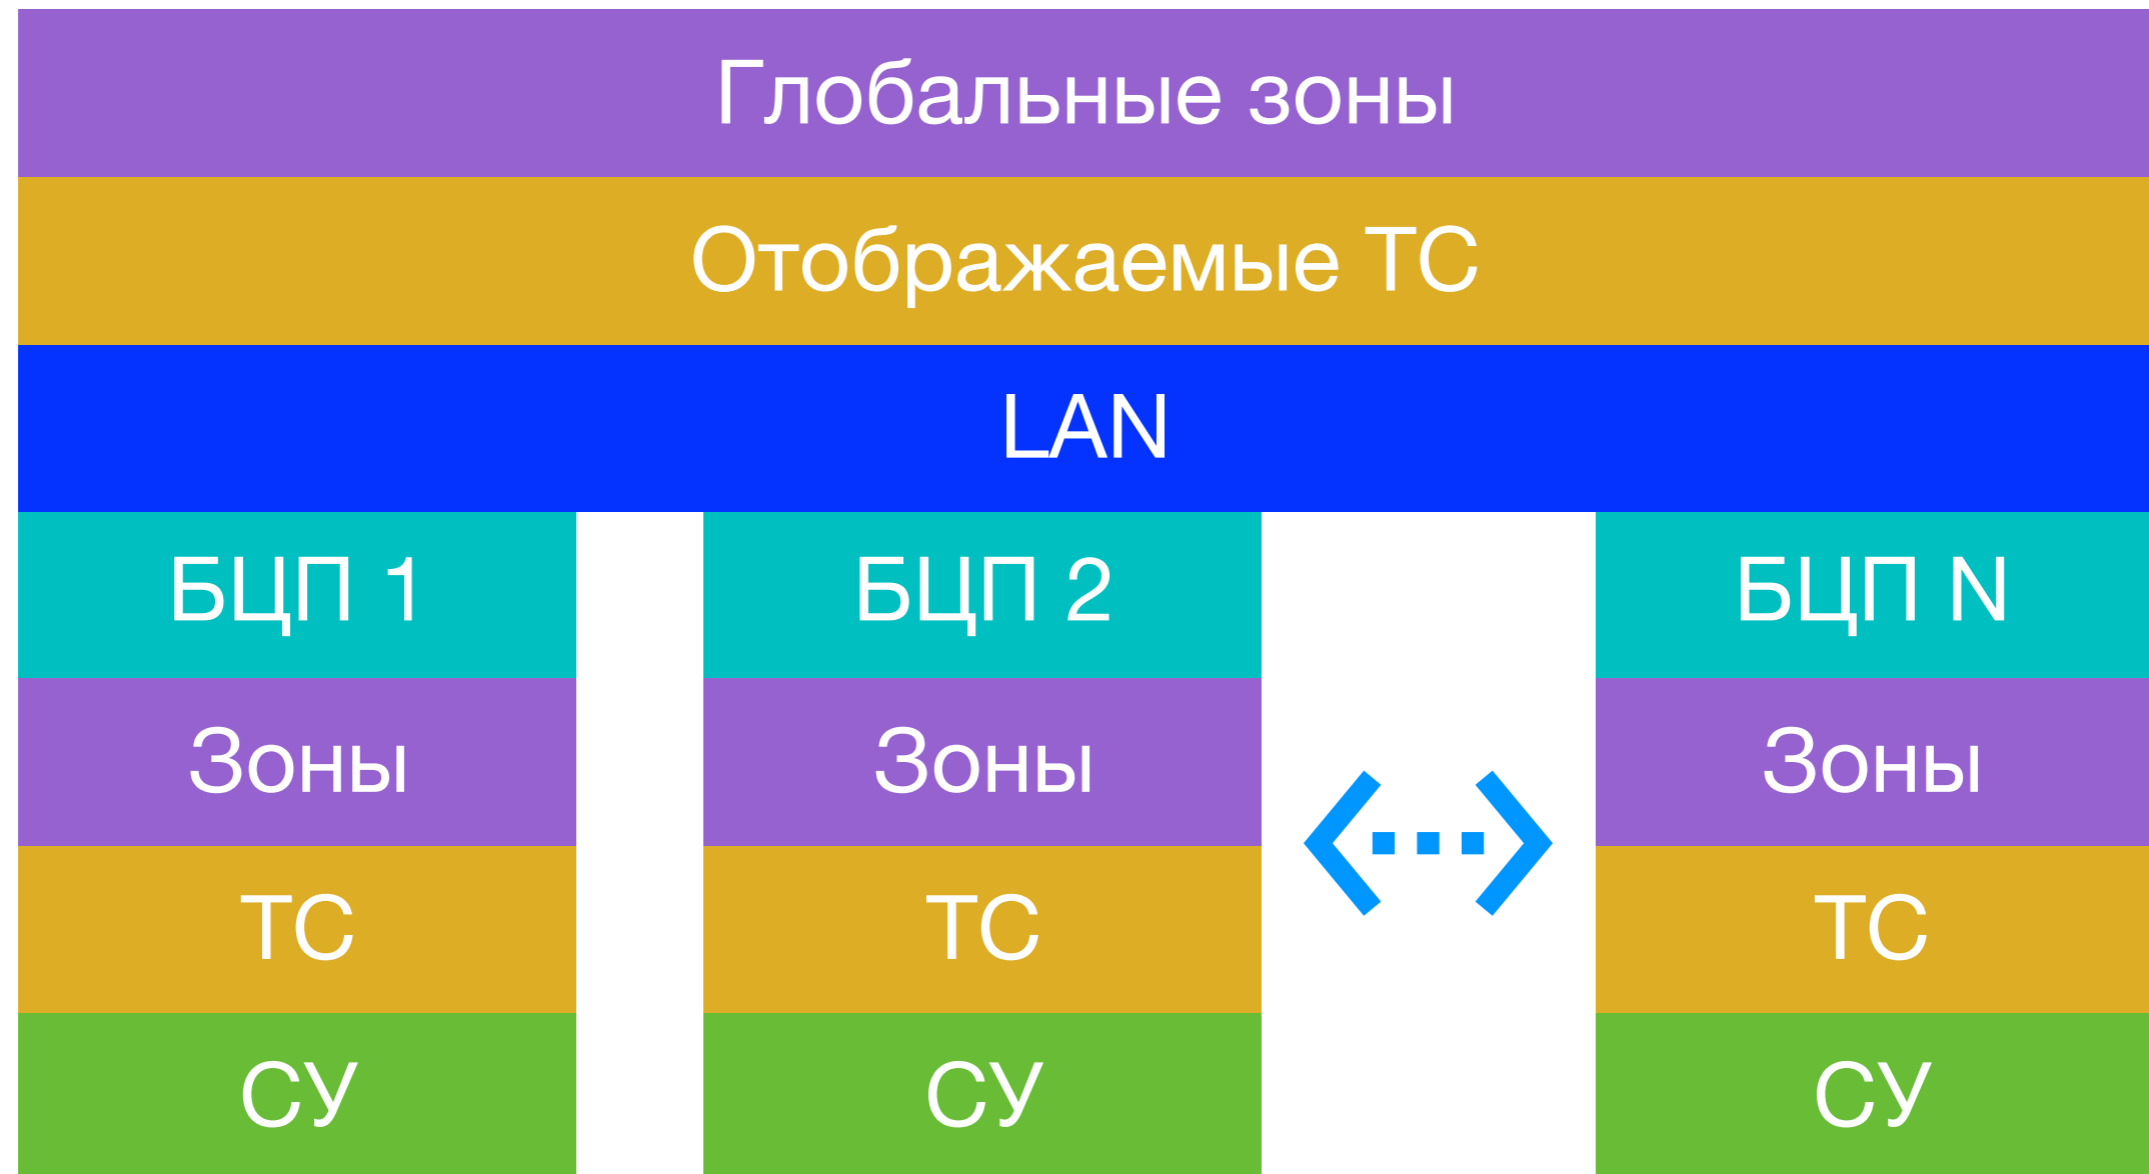 Глобальные зоны
Отображаемые ТС
LAN
БЦП 1
БЦП 2
БЦП N
Зоны
Зоны
Зоны
ТС
ТС
ТС
СУ
СУ
СУ